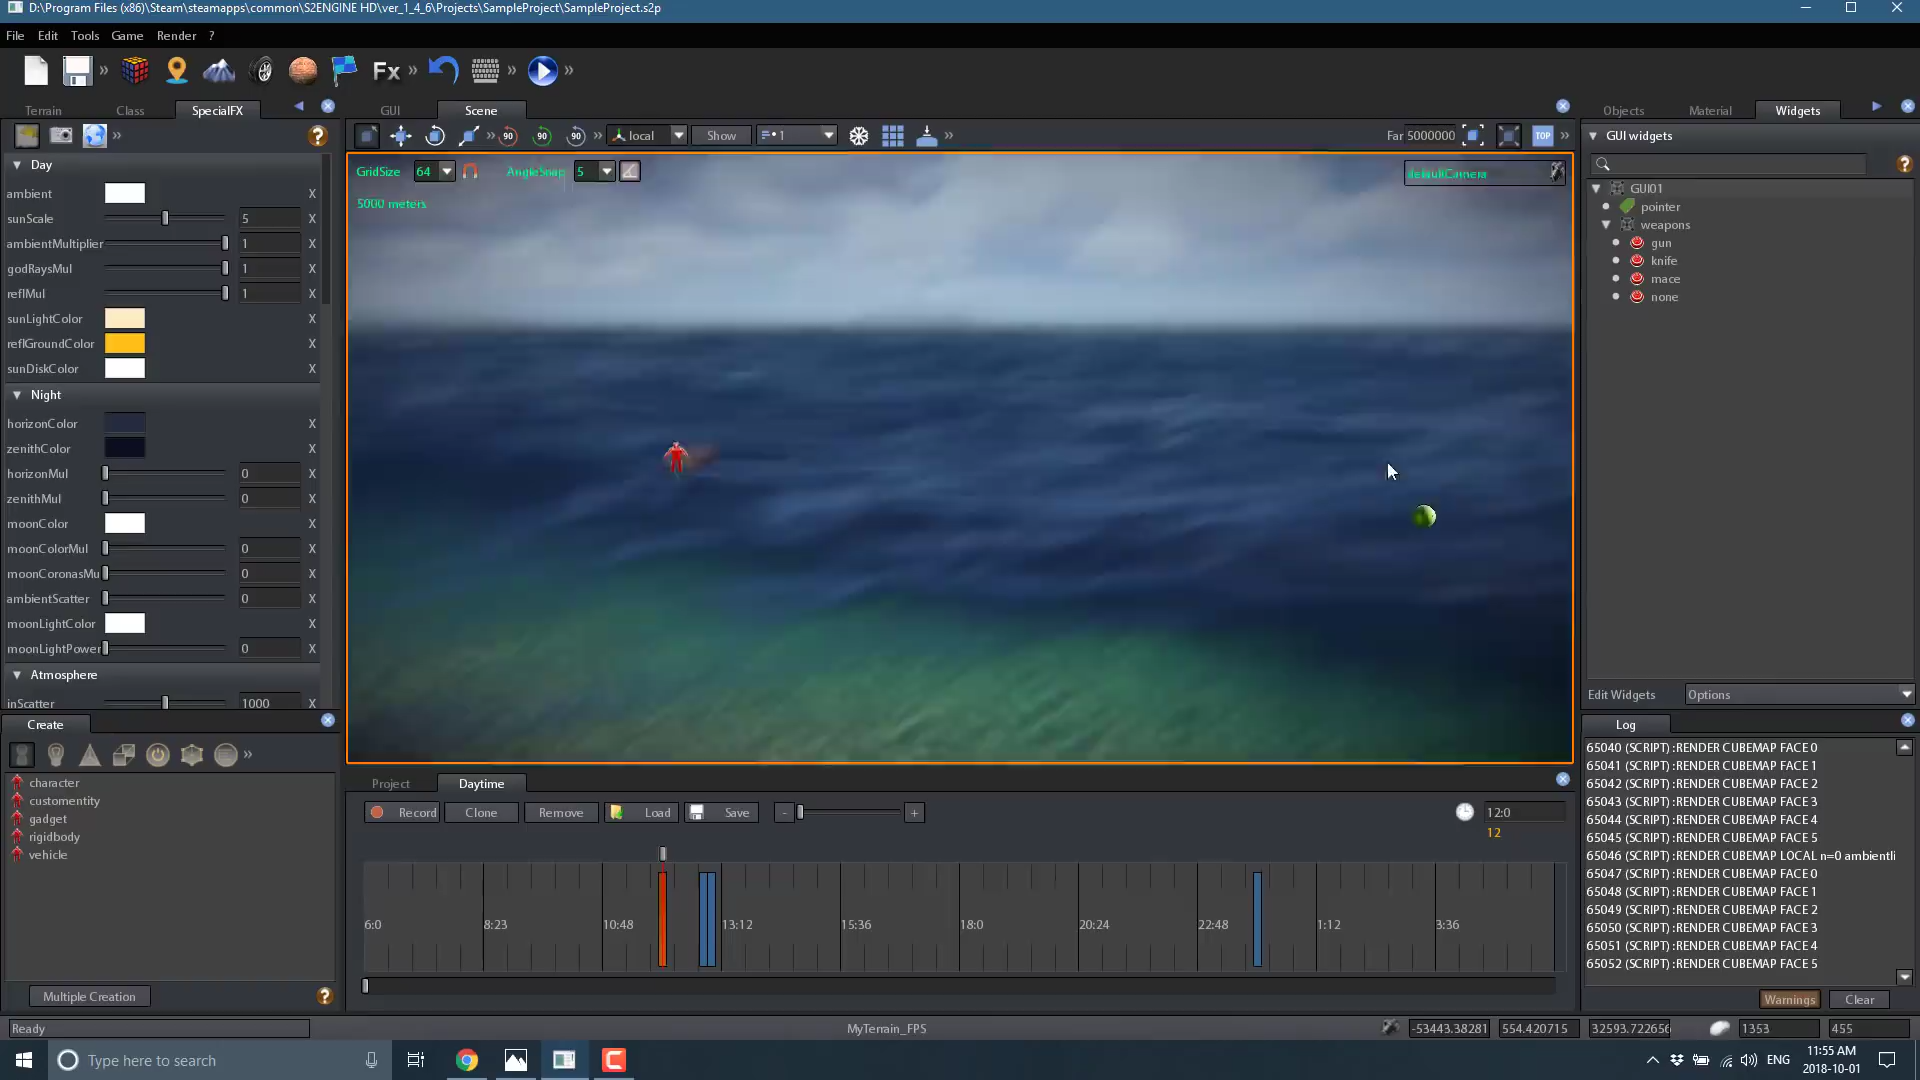 D:\Program Files (x86)\Steam\steamapps\common\S2ENGINE HD\ver_1_4_6\Projects\SampleProject\SampleProject.s2p
File Edit Tools Game Render ?
Fx
Terrain Class SpecialFX
GUI Scene
Objects Material Widgets
90 90 90 local Show 1 Far 5000000 TOP
GUI widgets
Day
ambient X
sunScale 5 X
ambientMultiplier 1 X
godRaysMul 1 X
reflMul 1 X
sunLightColor X
reflGroundColor X
sunDiskColor X
Night
horizonColor X
zenithColor X
horizonMul 0 X
zenithMul 0 X
moonColor X
moonColorMul 0 X
moonCoronasMu 0 X
ambientScatter 0 X
moonLightColor X
moonLightPower 0 X
Atmosphere
inScatter 1000 X
GridSize 64 AngleSnap 5 defaultCamera
5000 meters
GUI01
pointer
weapons
gun
knife
mace
none
Edit Widgets Options
Create
character
customentity
gadget
rigidbody
vehicle
Multiple Creation
Project Daytime
Record Clone Remove Load Save - + 12:0
12
6:0 8:23 10:48 13:12 15:36 18:0 20:24 22:48 1:12 3:36
Log
65040 (SCRIPT) :RENDER CUBEMAP FACE 0
65041 (SCRIPT) :RENDER CUBEMAP FACE 1
65042 (SCRIPT) :RENDER CUBEMAP FACE 2
65043 (SCRIPT) :RENDER CUBEMAP FACE 3
65044 (SCRIPT) :RENDER CUBEMAP FACE 4
65045 (SCRIPT) :RENDER CUBEMAP FACE 5
65046 (SCRIPT) :RENDER CUBEMAP LOCAL n=0 ambientli
65047 (SCRIPT) :RENDER CUBEMAP FACE 0
65048 (SCRIPT) :RENDER CUBEMAP FACE 1
65049 (SCRIPT) :RENDER CUBEMAP FACE 2
65050 (SCRIPT) :RENDER CUBEMAP FACE 3
65051 (SCRIPT) :RENDER CUBEMAP FACE 4
65052 (SCRIPT) :RENDER CUBEMAP FACE 5
Warnings Clear
Ready MyTerrain_FPS -53443.38281 554.420715 32593.722656 1353 455
Type here to search ENG 11:55 AM
2018-10-01